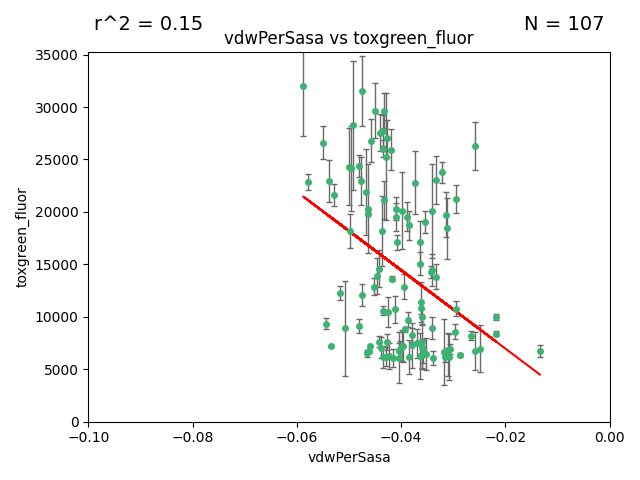 r^2 = 0.15
N = 107
vdwPerSasa vs toxgreen_fluor
35000
30000
25000
20000
15000
10000
5000
0
toxgreen_fluor
−0.10
−0.08
−0.06
−0.04
−0.02
0.00
vdwPerSasa